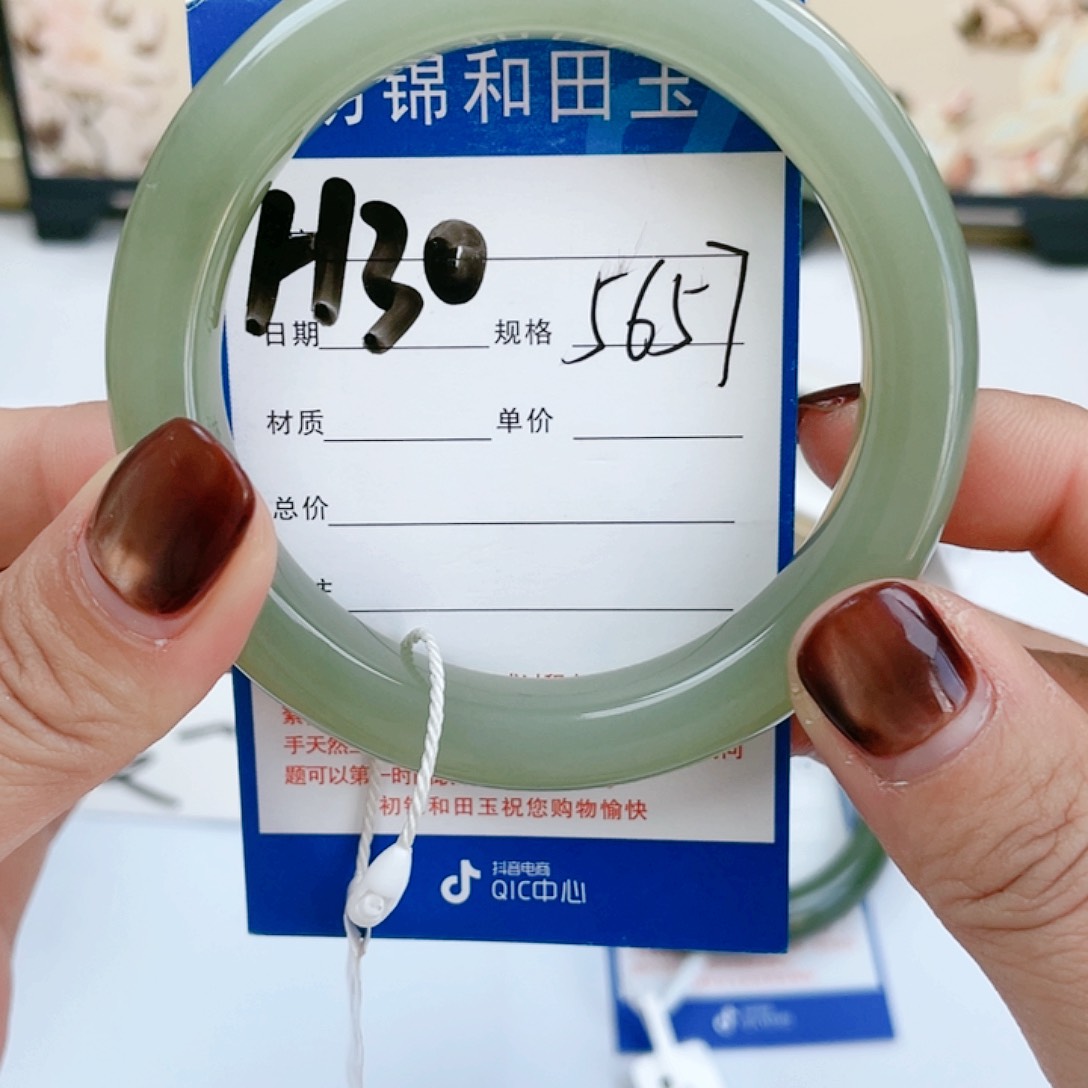 锦和田玉
H30
日期 规格 5657
材质 单价
总价
手天然
题可以第一时
初锦和田玉祝您购物愉快
抖音电商
QIC中心